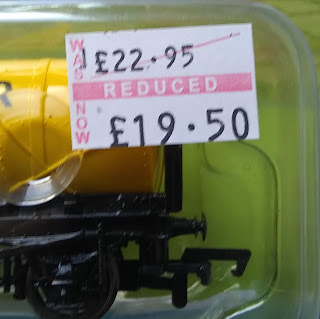 WAS £22.95
REDUCED
NOW £19.50
R